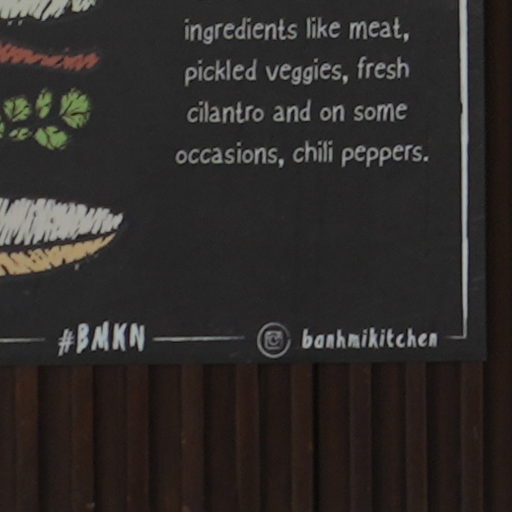 ingredients like meat,
pickled veggies, fresh
cilantro and on some
occasions, chili peppers.
#BMKN banhmikitchen